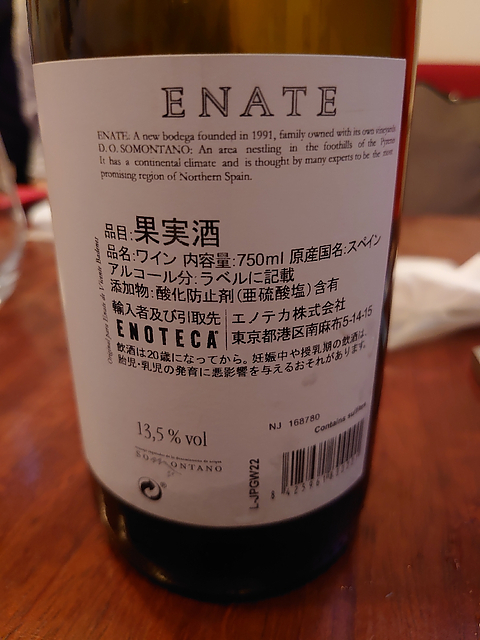 ENATE
ENATE: A new bodega founded in 1991, family owned with its own vineyards
D.O. SOMONTANO: An area nestling in the foothills of the Pyrenees
It has a continental climate and is thought by many experts to be the most
promising region of Northern Spain.
品目:果実酒
品名:ワイン 内容量:750ml 原産国名:スペイン
アルコール分:ラベルに記載
添加物:酸化防止剤(亜硫酸塩)含有
輸入者及び引取先 エノテカ株式会社
ENOTECA 東京都港区南麻布5-14-15
飲酒は20歳になってから。妊娠中や授乳期の飲酒は、
胎児・乳児の発育に悪影響を与えるおそれがあります。
Original para Enate de Vicente Badenes
NJ 168780
Contains sulfites
13,5 % vol
SOMONTANO
L-JPGW22